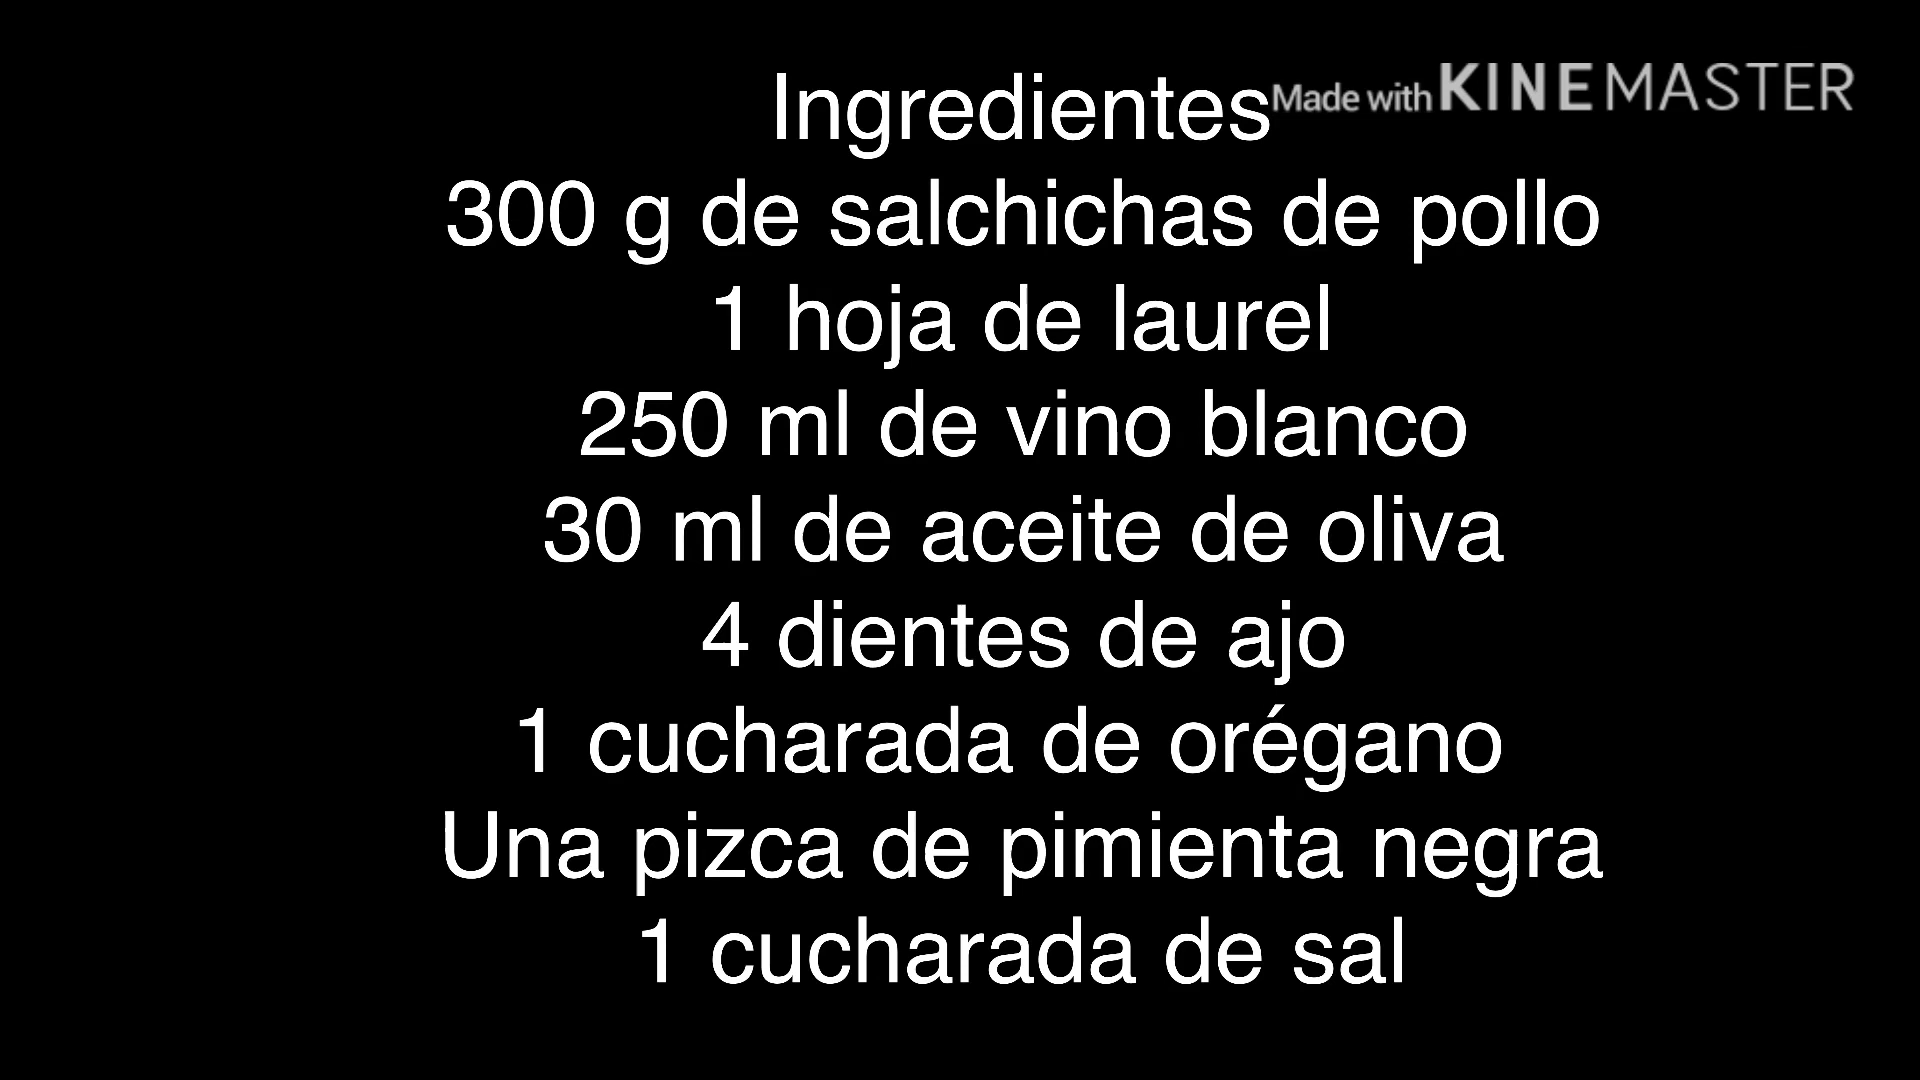 Ingredientes
Made with KINEMASTER
300 g de salchichas de pollo
1 hoja de laurel
250 ml de vino blanco
30 ml de aceite de oliva
4 dientes de ajo
1 cucharada de orégano
Una pizca de pimienta negra
1 cucharada de sal